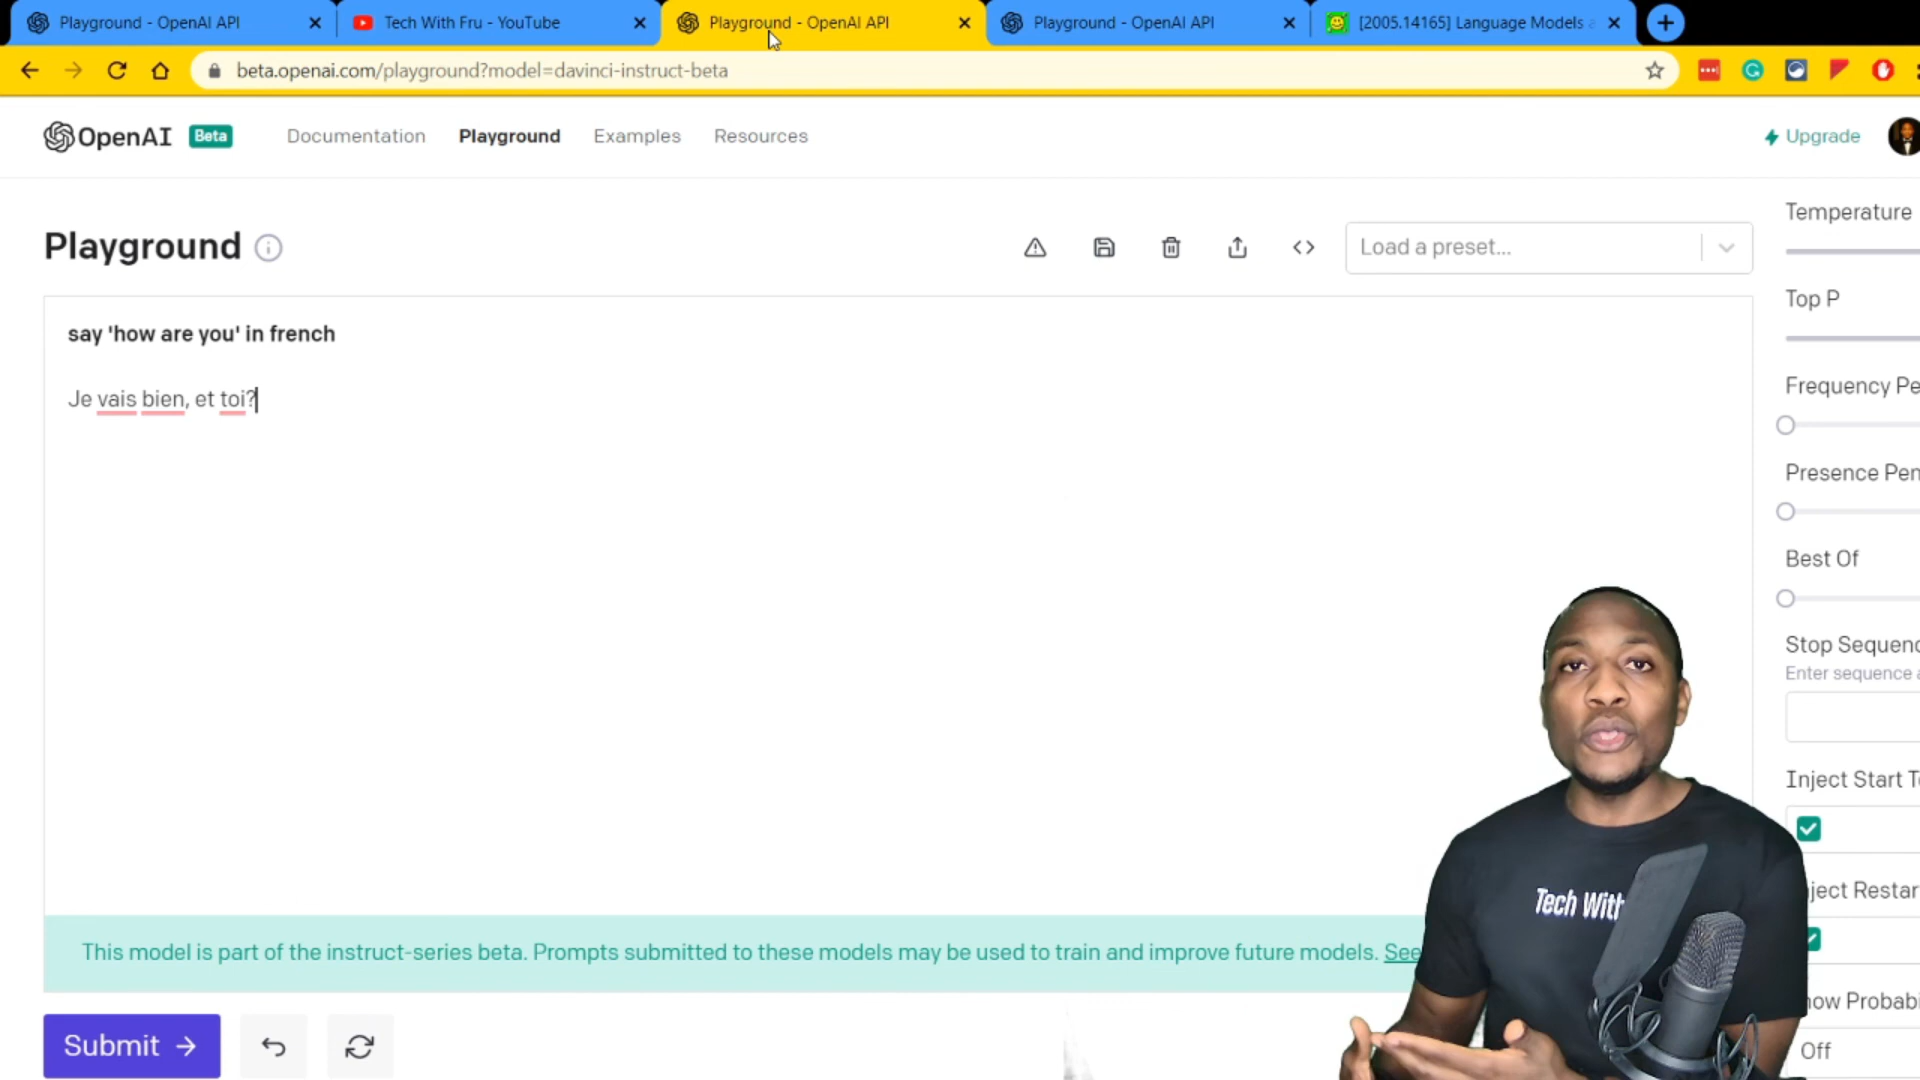 Playground - OpenAI API
Tech With Fru - YouTube
Playground - OpenAI API
Playground - OpenAI API
[2005.14165] Language Models
beta.openai.com/playground?model=davinci-instruct-beta
OpenAI Beta Documentation Playground Examples Resources Upgrade
Playground
Load a preset...
say 'how are you' in french
Je vais bien, et toi?
This model is part of the instruct-series beta. Prompts submitted to these models may be used to train and improve future models. See
Submit
Temperature
Top P
Frequency Pe
Presence Pen
Best Of
Stop Sequenc
Enter sequence a
Inject Start T
ject Restar
ow Probabi
Off
Tech With